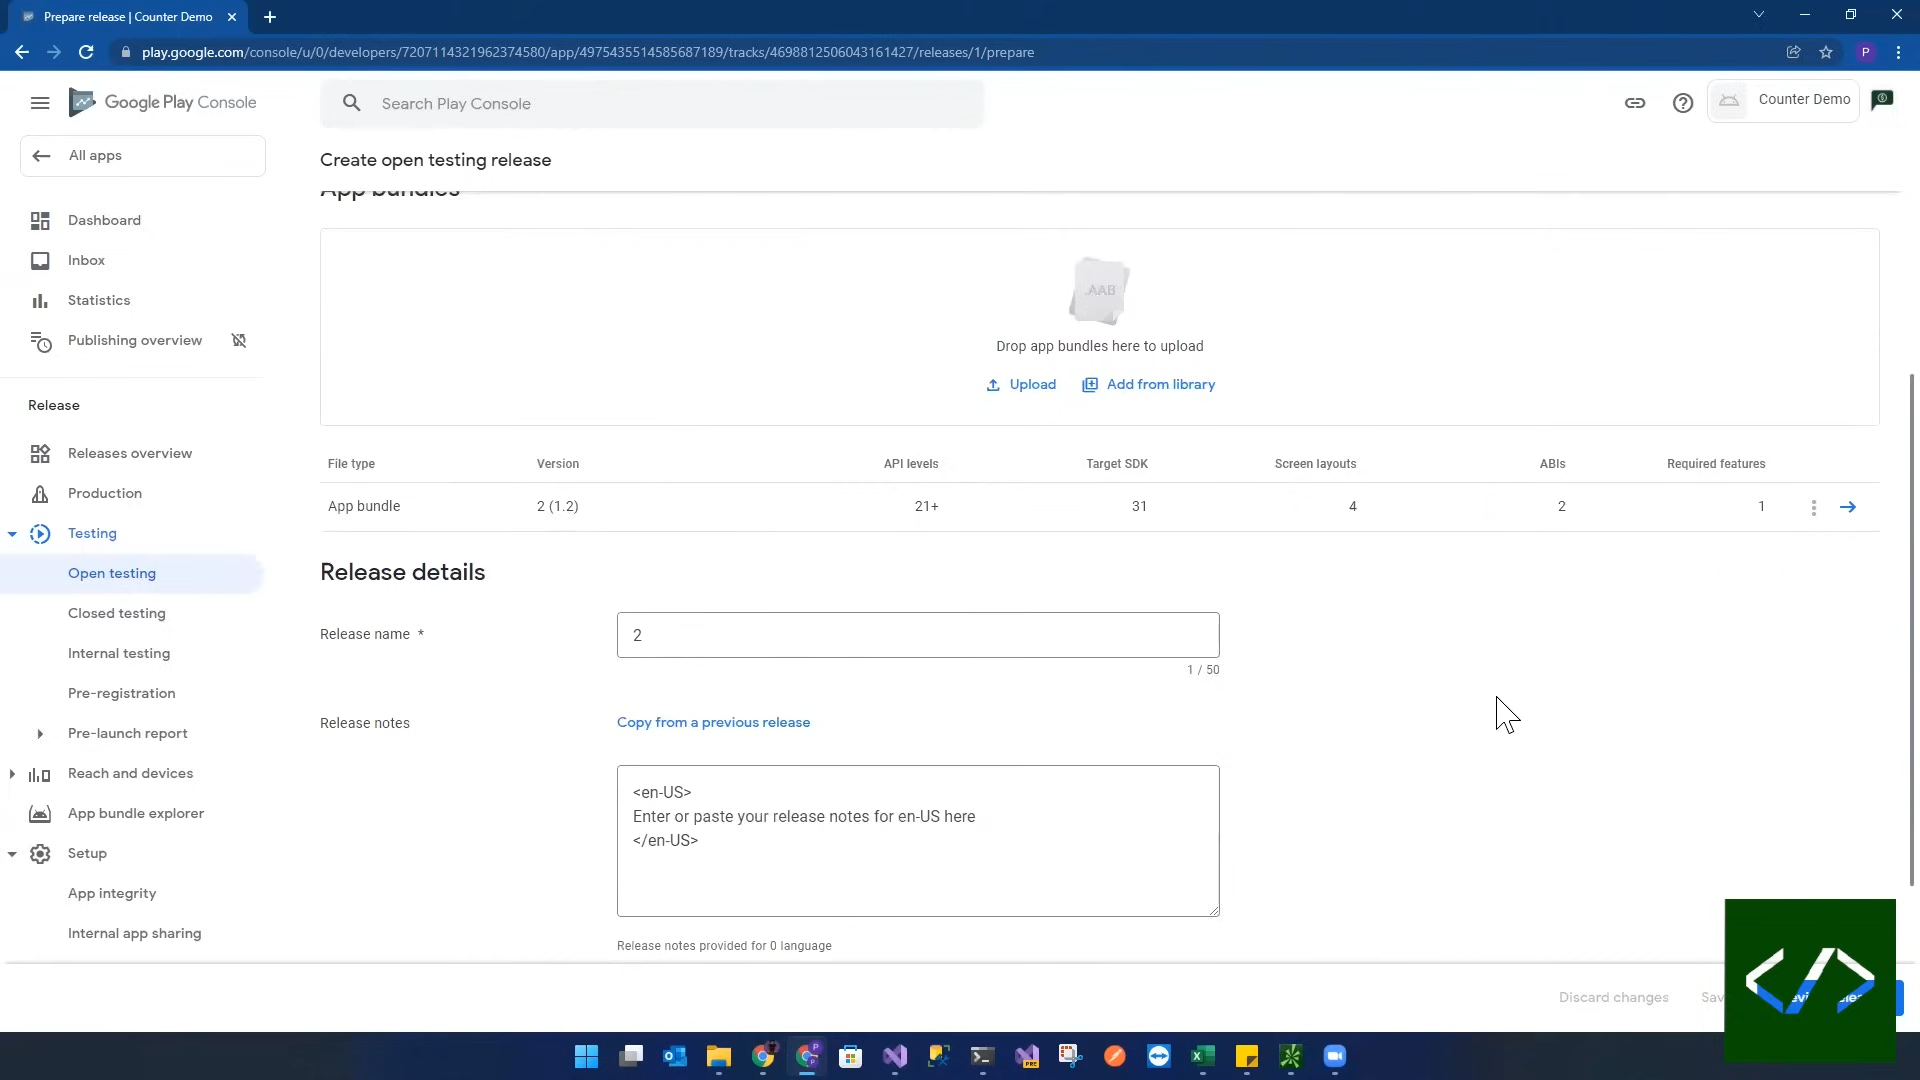 Prepare release | Counter Demo
play.google.com/console/u/0/developers/7207114321962374580/app/4975435514585687189/tracks/4698812506043161427/releases/1/prepare
P
Google Play Console
Search Play Console
Counter Demo
All apps
Create open testing release
App bundles
Dashboard
Inbox
Statistics
Publishing overview
.AAB
Drop app bundles here to upload
Upload
Add from library
Release
Releases overview
Production
Testing
Open testing
Closed testing
Internal testing
Pre-registration
Pre-launch report
Reach and devices
App bundle explorer
Setup
App integrity
Internal app sharing
File type Version API levels Target SDK Screen layouts ABIs Required features
App bundle 2 (1.2) 21+ 31 4 2 1
Release details
Release name *
2
1 / 50
Release notes
Copy from a previous release
<en-US>
Enter or paste your release notes for en-US here
</en-US>
Release notes provided for 0 language
Discard changes
</>
P
PRE